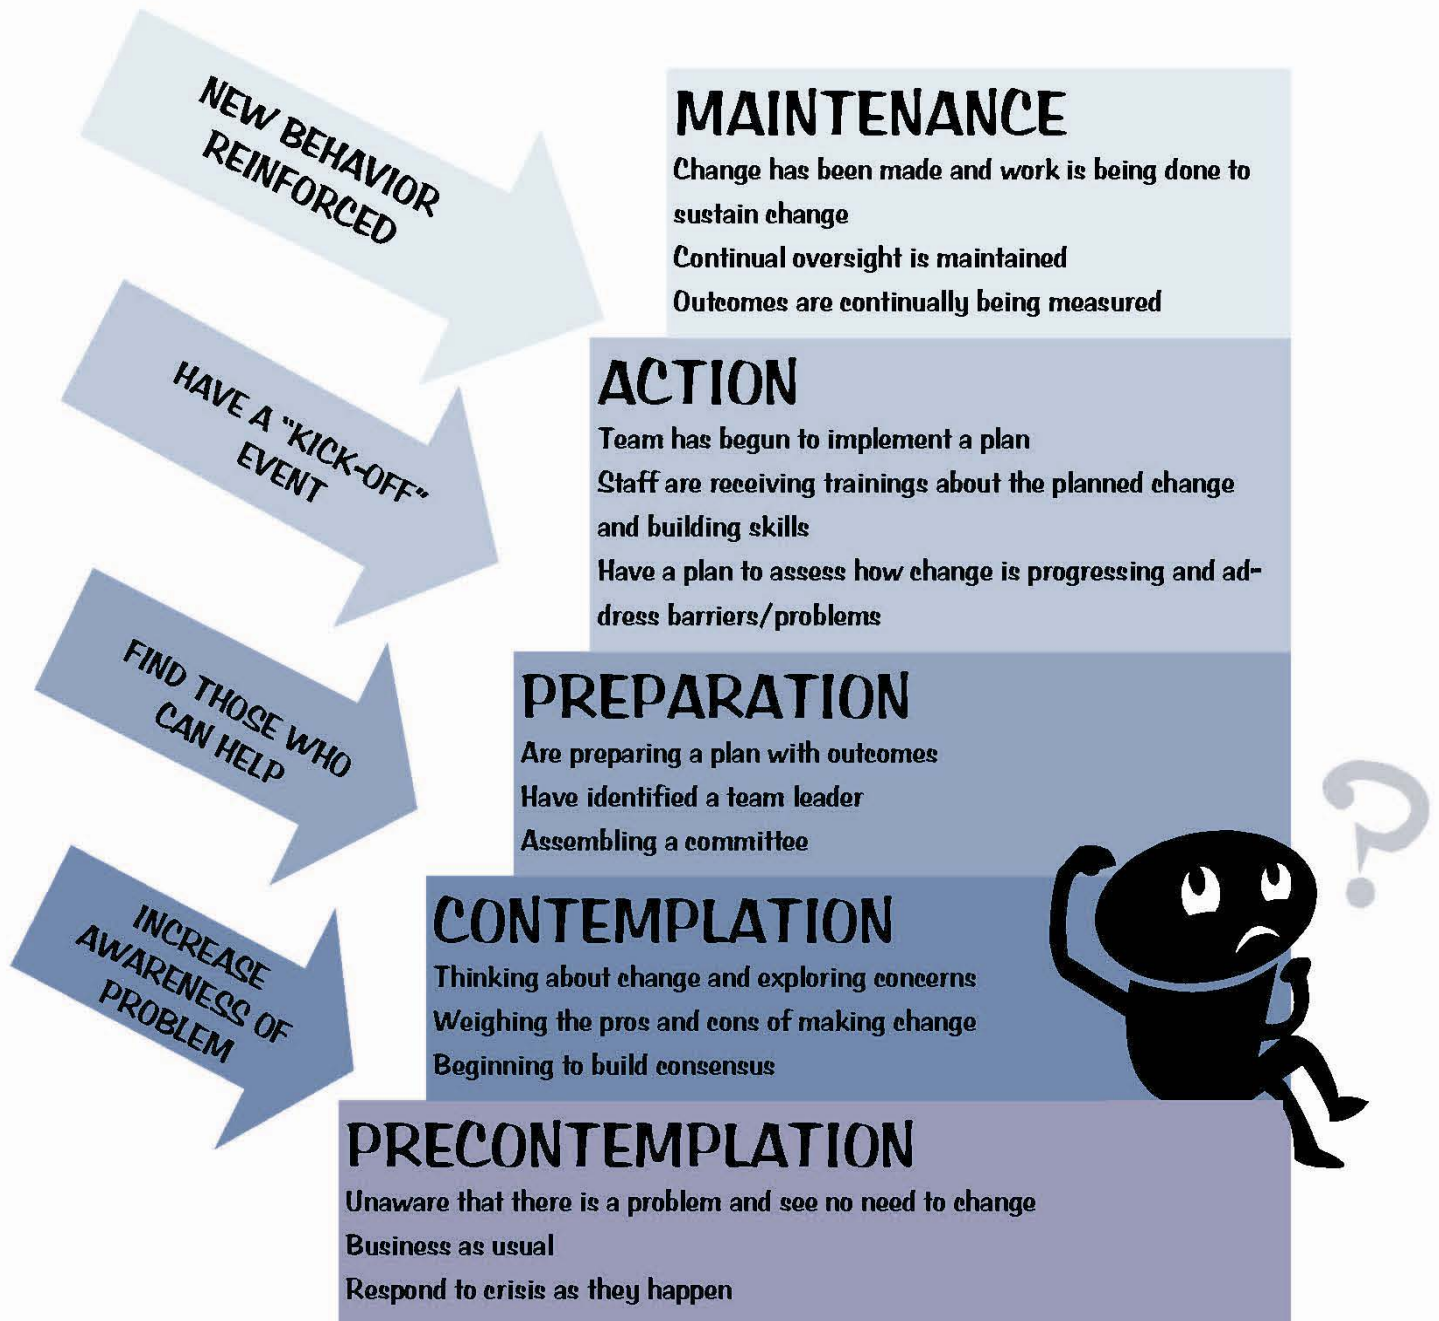 NEW BEHAVIOR
REINFORCED
MAINTENANCE
Change has been made and work is being done to
sustain change
Continual oversight is maintained
Outcomes are continually being measured
HAVE A "KICK-OFF"
EVENT
ACTION
Team has begun to implement a plan
Staff are receiving trainings about the planned change
and building skills
Have a plan to assess how change is progressing and ad-
dress barriers/problems
FIND THOSE WHO
CAN HELP
PREPARATION
Are preparing a plan with outcomes
Have identified a team leader
Assembling a committee
?
INCREASE
AWARENESS OF
PROBLEM
CONTEMPLATION
Thinking about change and exploring concerns
Weighing the pros and cons of making change
Beginning to build consensus
PRECONTEMPLATION
Unaware that there is a problem and see no need to change
Business as usual
Respond to crisis as they happen